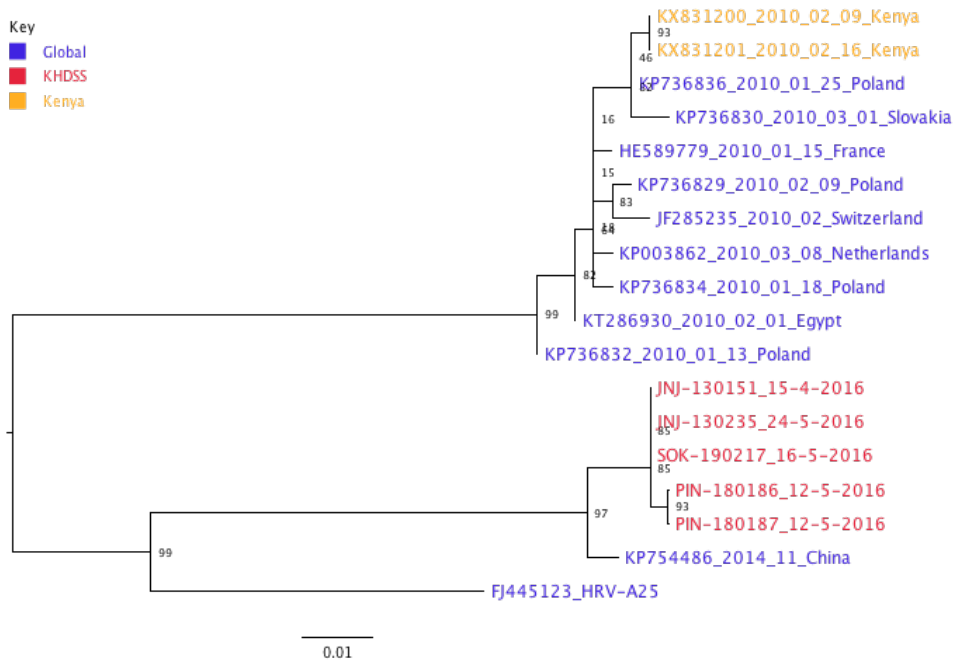 Key
Global
KHDSS
Kenya
KX831200_2010_02_09_Kenya
93
KX831201_2010_02_16_Kenya
46
KP736836_2010_01_25_Poland
KP736830_2010_03_01_Slovakia
16
HE589779_2010_01_15_France
15
KP736829_2010_02_09_Poland
83
JF285235_2010_02_Switzerland
KP003862_2010_03_08_Netherlands
82
KP736834_2010_01_18_Poland
99
KT286930_2010_02_01_Egypt
KP736832_2010_01_13_Poland
JNJ-130151_15-4-2016
JNJ-130235_24-5-2016
85
SOK-190217_16-5-2016
85
PIN-180186_12-5-2016
93
97
PIN-180187_12-5-2016
99
KP754486_2014_11_China
FJ445123_HRV-A25
0.01